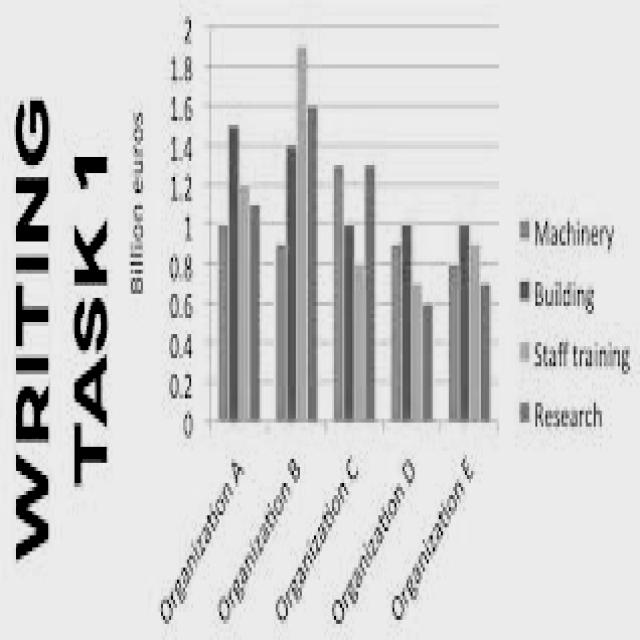 WRITING
TASK 1
Billion euros
2
1.8
1.6
1.4
1.2
1
0.8
0.6
0.4
0.2
0
Organization A
Organization B
Organization C
Organization D
Organization E
Machinery
Building
Staff training
Research